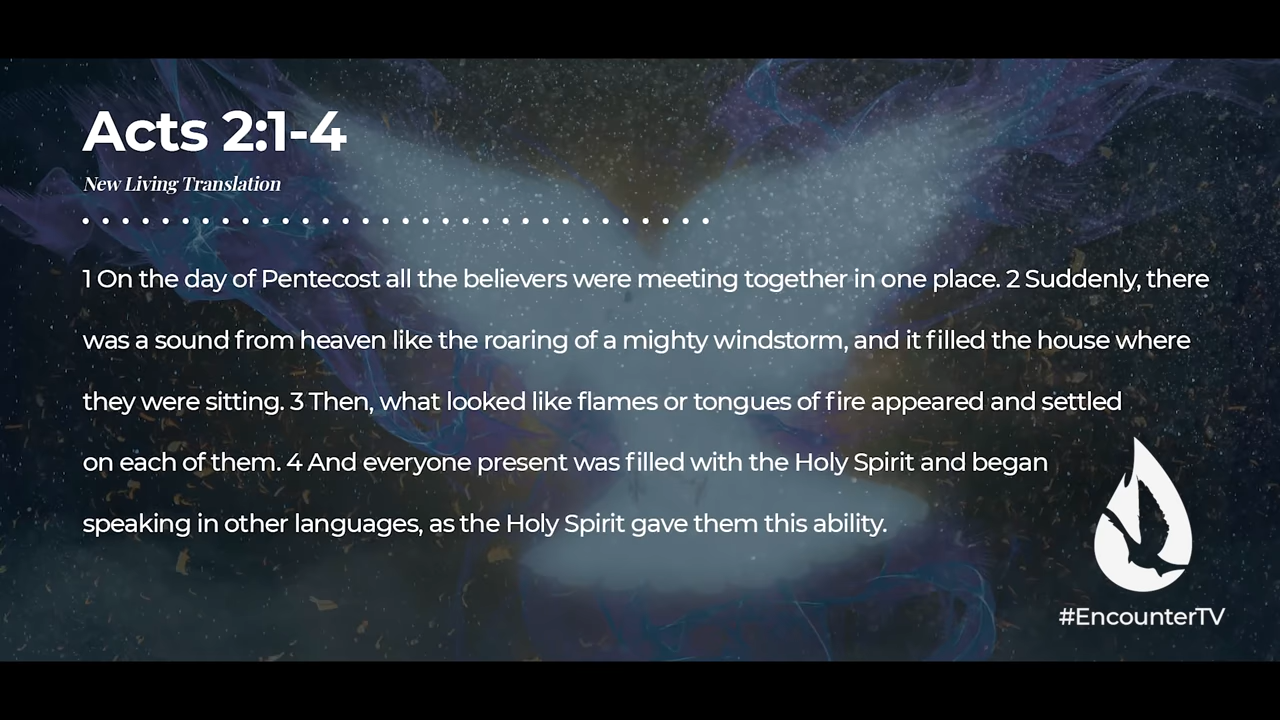 Acts 2:1-4
New Living Translation
1 On the day of Pentecost all the believers were meeting together in one place. 2 Suddenly, there
was a sound from heaven like the roaring of a mighty windstorm, and it filled the house where
they were sitting. 3 Then, what looked like flames or tongues of fire appeared and settled
on each of them. 4 And everyone present was filled with the Holy Spirit and began
speaking in other languages, as the Holy Spirit gave them this ability.
#EncounterTV